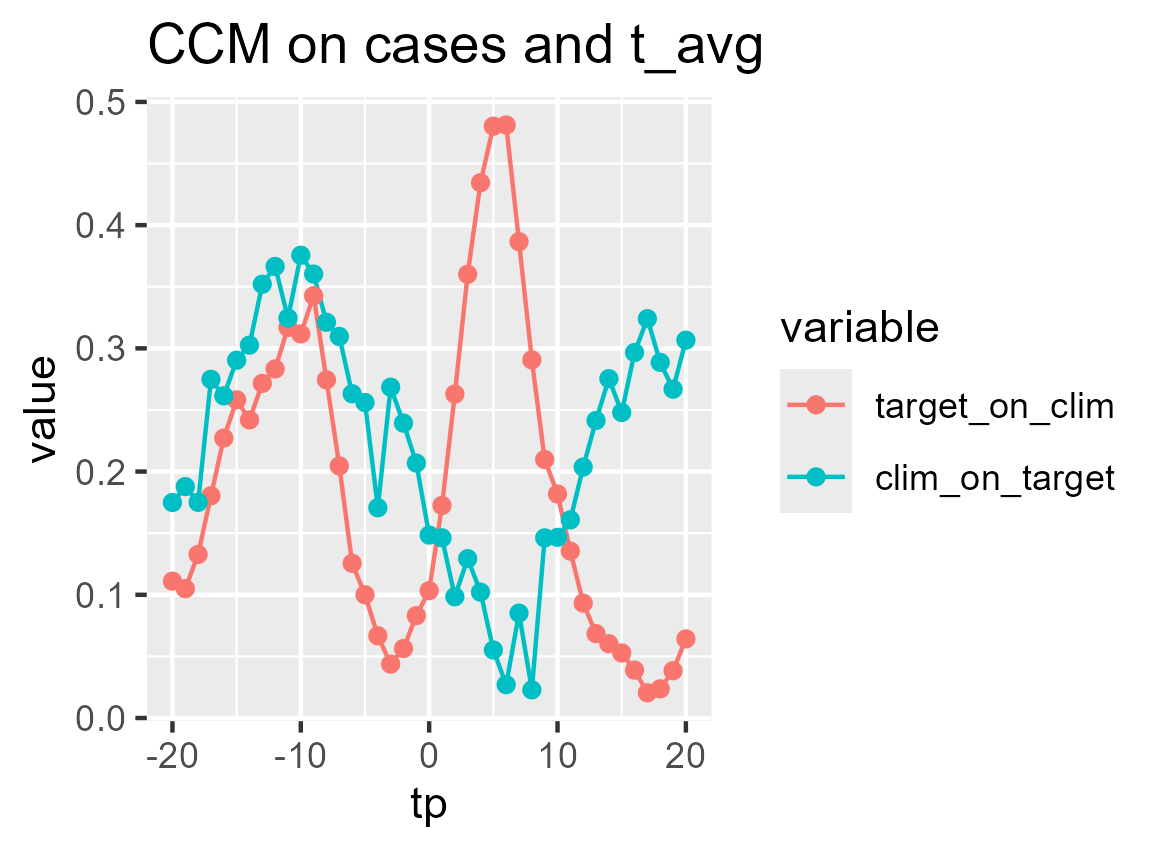 CCM on cases and t_avg
value
0.5
0.4
0.3
0.2
0.1
0.0
-20 -10 0 10 20
tp
variable
target_on_clim
clim_on_target